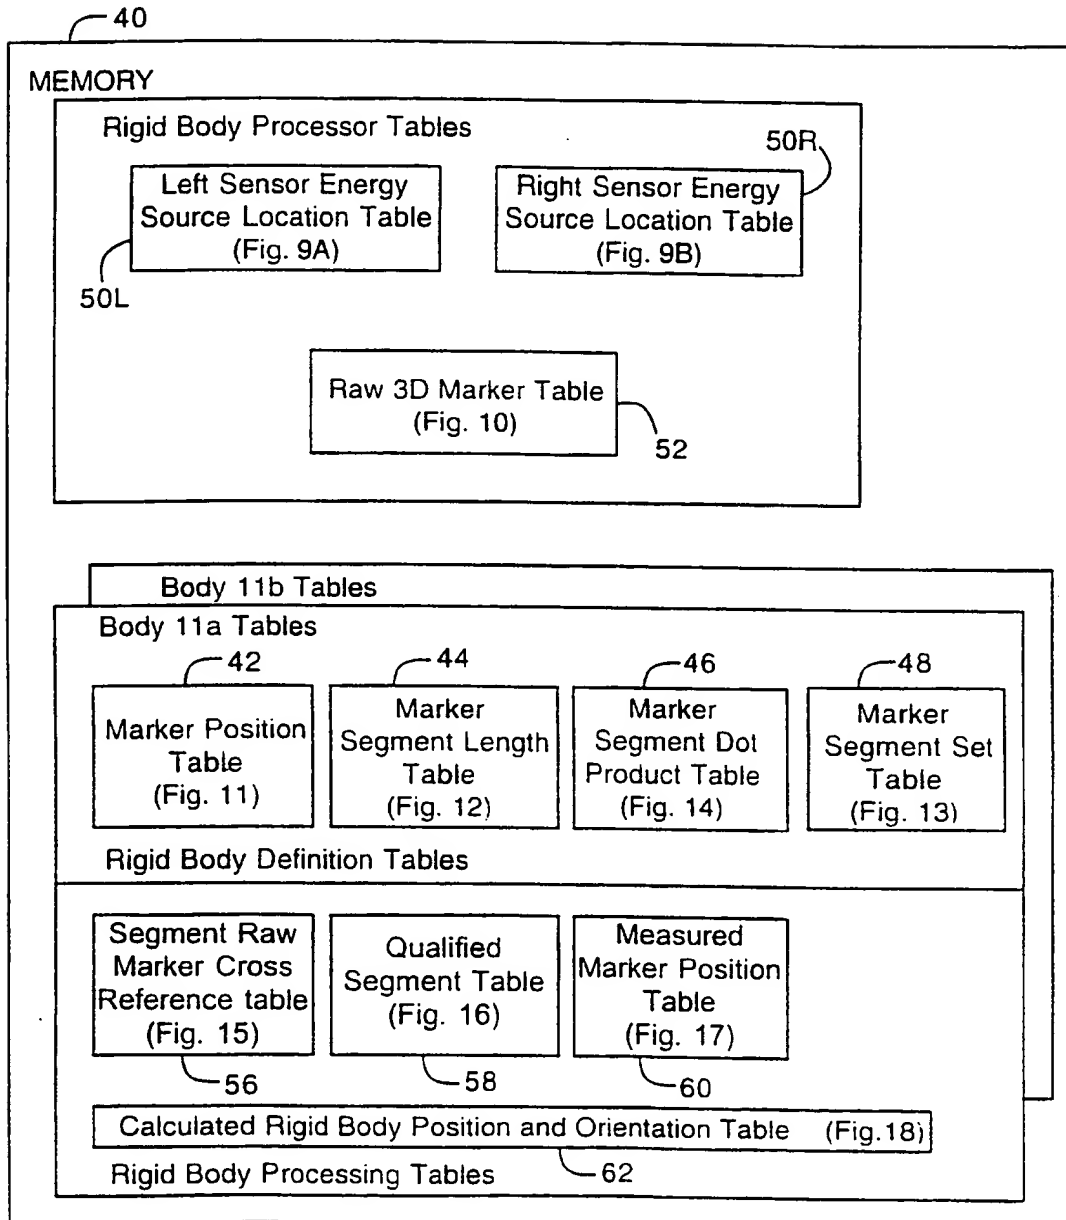 40
MEMORY
Rigid Body Processor Tables
50R
Left Sensor Energy
Source Location Table
(Fig. 9A)
Right Sensor Energy
Source Location Table
(Fig. 9B)
50L
Raw 3D Marker Table
(Fig. 10)
52
Body 11b Tables
Body 11a Tables
42
44
46
48
Marker Position
Table
(Fig. 11)
Marker
Segment Length
Table
(Fig. 12)
Marker
Segment Dot
Product Table
(Fig. 14)
Marker
Segment Set
Table
(Fig. 13)
Rigid Body Definition Tables
Segment Raw
Marker Cross
Reference table
(Fig. 15)
Qualified
Segment Table
(Fig. 16)
Measured
Marker Position
Table
(Fig. 17)
56
58
60
Calculated Rigid Body Position and Orientation Table (Fig.18)
Rigid Body Processing Tables
62